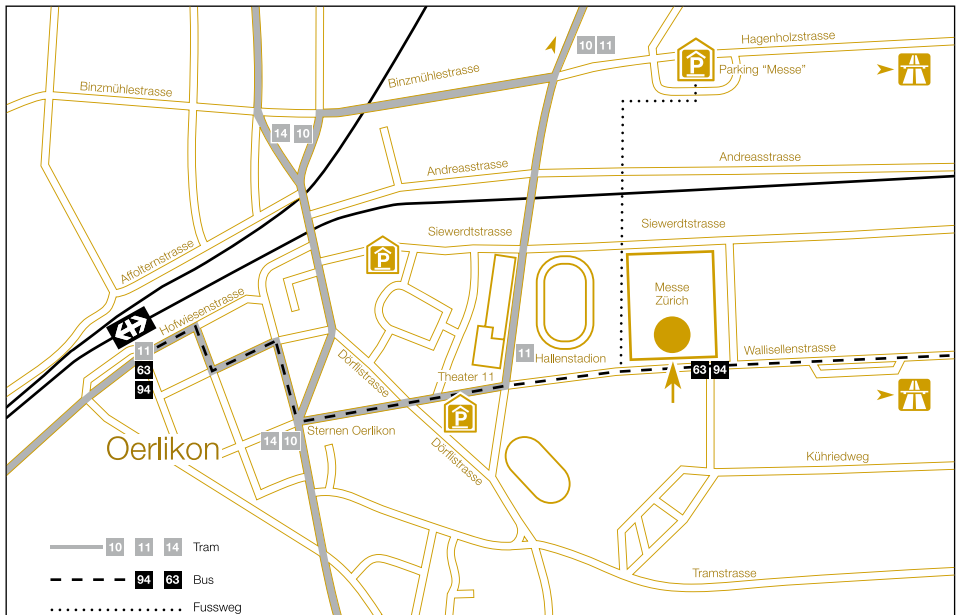 10 11
Hagenholzstrasse
P
Parking "Messe"
Binzmühlestrasse
Binzmühlestrasse
14 10
Andreasstrasse
Andreasstrasse
Siewerdtstrasse
Siewerdtstrasse
Affolternstrasse
P
Hofwiesenstrasse
Messe
Zürich
11
63
94
Dörflistrasse
11
Hallenstadion
Wallisellenstrasse
Theater 11
63 94
P
14 10
Sternen Oerlikon
Oerlikon
Dörflistrasse
Kühriedweg
Tramstrasse
10 11 14 Tram
94 63 Bus
Fussweg